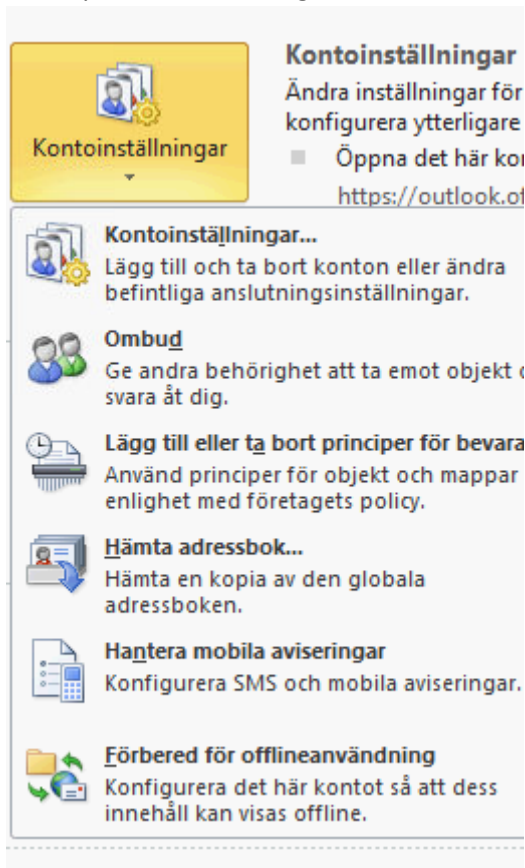 Kontoinställningar
Kontoinställningar
Ändra inställningar för
konfigurera ytterligare
Öppna det här
https://outlook.
Kontoinställningar...
Lägg till och ta bort konton eller ändra
befintliga anslutningsinställningar.
Ombud
Ge andra behörighet att ta emot objekt
svara åt dig.
Lägg till eller ta bort principer för
Använd principer för objekt och mappar
enlighet med företagets policy.
Hämta adressbok...
Hämta en kopia av den globala
adressboken.
Hantera mobila aviseringar
Konfigurera SMS och mobila aviseringar.
Förbered för offlineanvändning
Konfigurera det här kontot så att dess
innehåll kan visas offline.